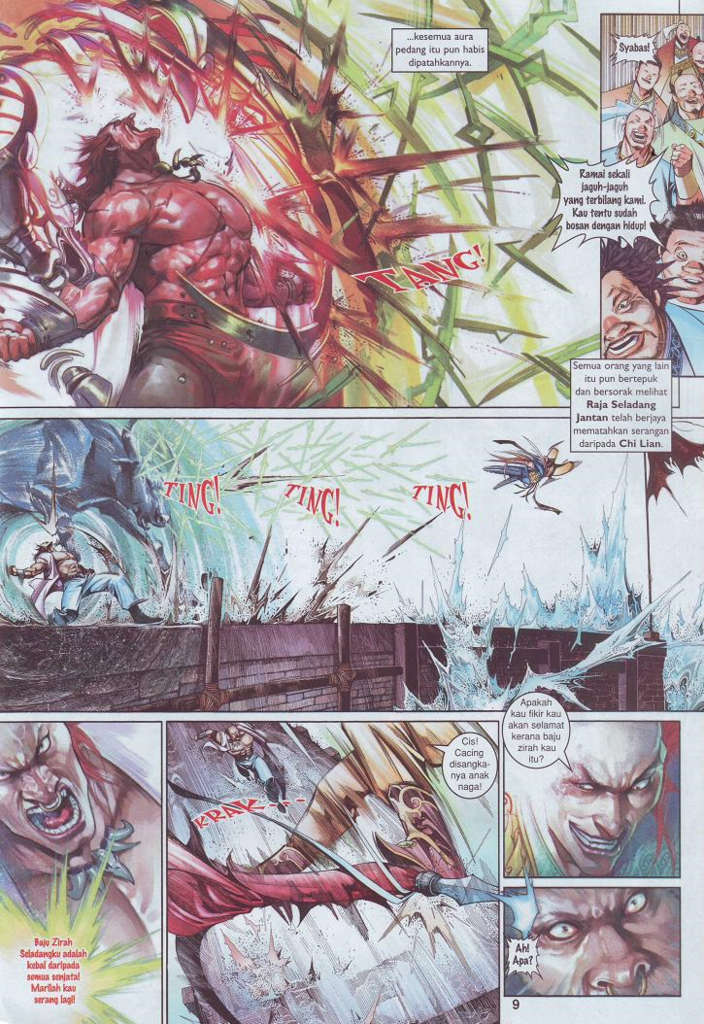 ...kesemua aura
pedang itu pun habis
dipatahkannya.
Syabas!
Ramai sekali
jaguh-jaguh
yang terbilang kami.
Kau tentu sudah
bosan dengan hidup!
TANG!
Semua orang yang lain
itu pun bertepuk
dan bersorak melihat
Raja Seladang
Jantan telah berjaya
mematahkan serangan
daripada Chi Lian.
TING!
TING!
TING!
Baju Zirah
Seladangku adalah
kebal daripada
semua senjata!
Marilah kau
serang lagi!
Cis!
Cacing
disangka-
nya anak
naga!
KRAK...
Apakah
kau fikir kau
akan selamat
kerana baju
zirah kau
itu?
Ah!
Apa?
9